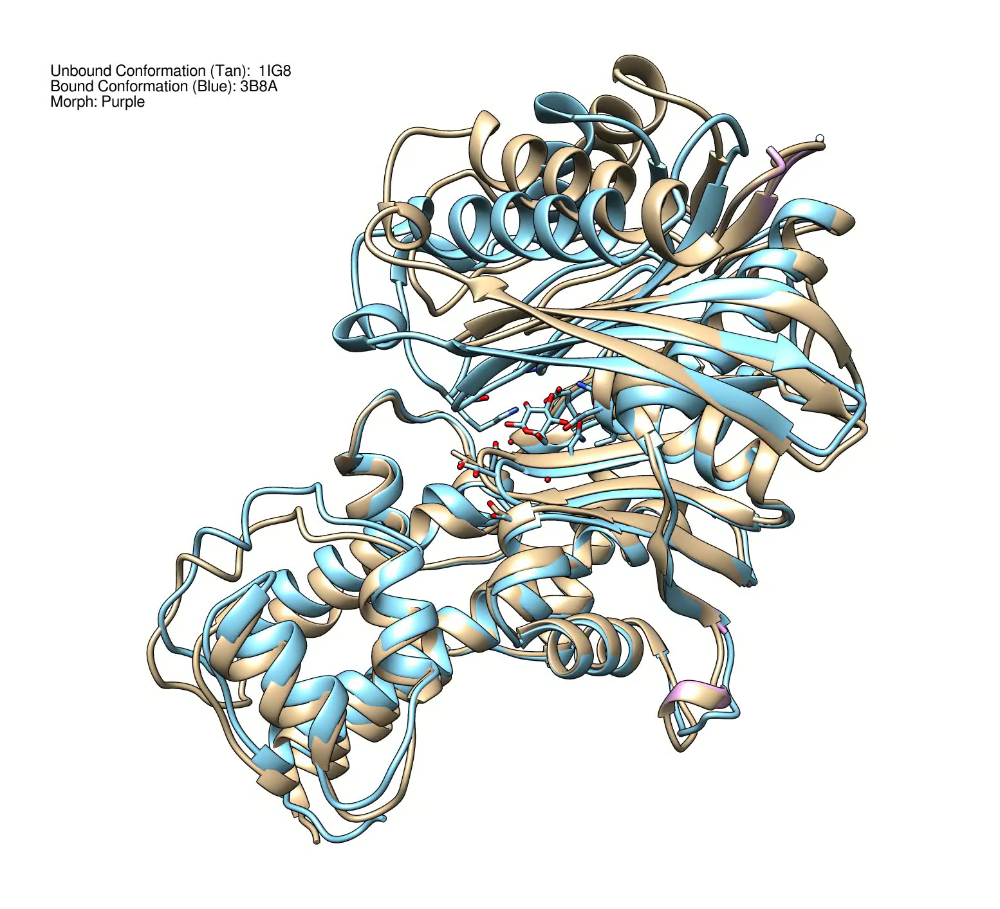 Unbound Conformation (Tan):  1IG8
Bound Conformation (Blue): 3B8A
Morph: Purple